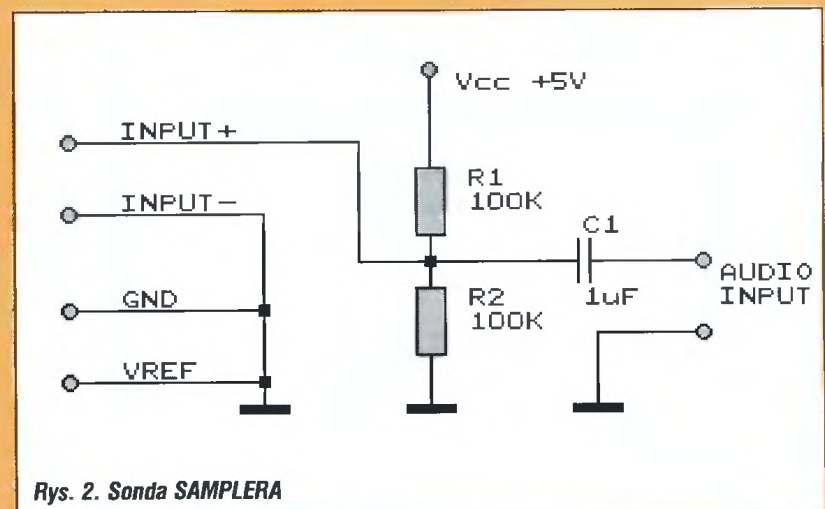 Vcc +5V
INPUT+
INPUT-
GND
VREF
R1
100K
R2
100K
C1
1uF
AUDIO
INPUT
Rys. 2. Sonda SAMPLERA